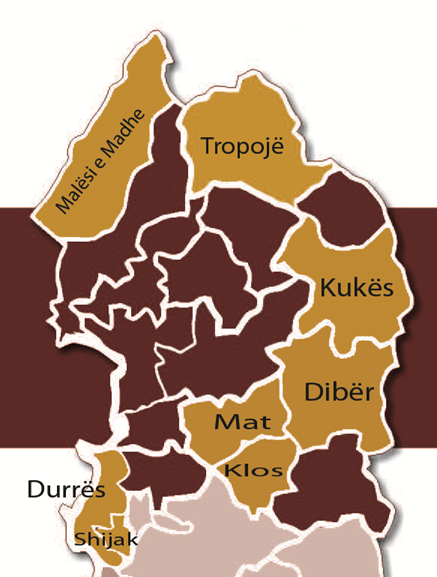 Malësi e Madhe
Tropojë
Kukës
Dibër
Mat
Klos
Durrës
Shijak